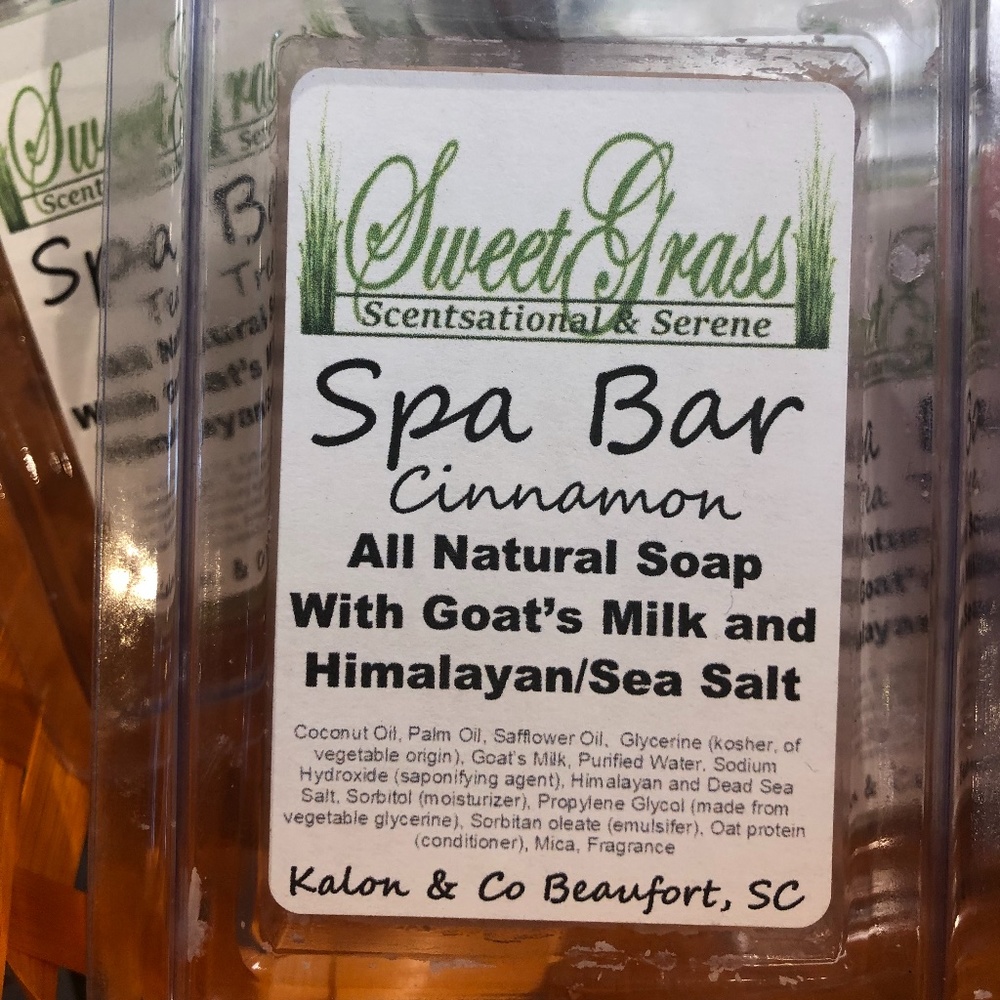 SweetGrass
Scentsational & Serene
Spa Bar
Cinnamon
All Natural Soap
With Goat's Milk and
Himalayan/Sea Salt
Coconut Oil, Palm Oil, Safflower Oil, Glycerine (kosher, of
vegetable origin), Goat's Milk, Purified Water, Sodium
Hydroxide (saponifying agent), Himalayan and Dead Sea
Salt, Sorbitol (moisturizer), Propylene Glycol (made from
vegetable glycerine), Sorbitan oleate (emulsifer), Oat protein
(conditioner), Mica, Fragrance
Kalon & Co Beaufort, SC